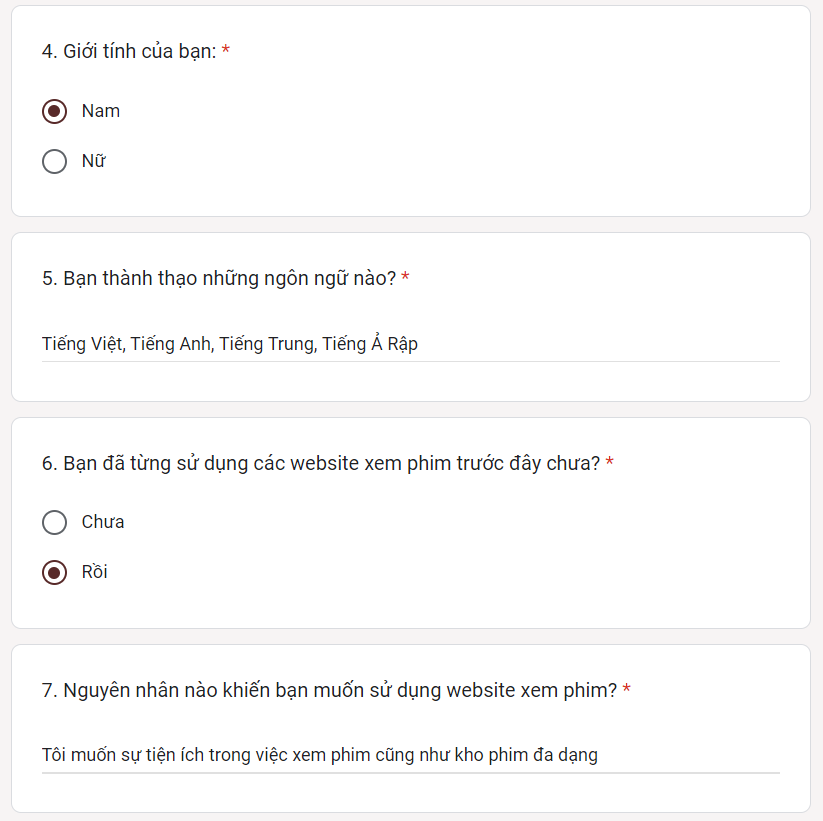 4. Giới tính của bạn: *
Nam
Nữ
5. Bạn thành thạo những ngôn ngữ nào? *
Tiếng Việt, Tiếng Anh, Tiếng Trung, Tiếng Ả Rập
6. Bạn đã từng sử dụng các website xem phim trước đây chưa? *
Chưa
Rồi
7. Nguyên nhân nào khiến bạn muốn sử dụng website xem phim? *
Tôi muốn sự tiện ích trong việc xem phim cũng như kho phim đa dạng